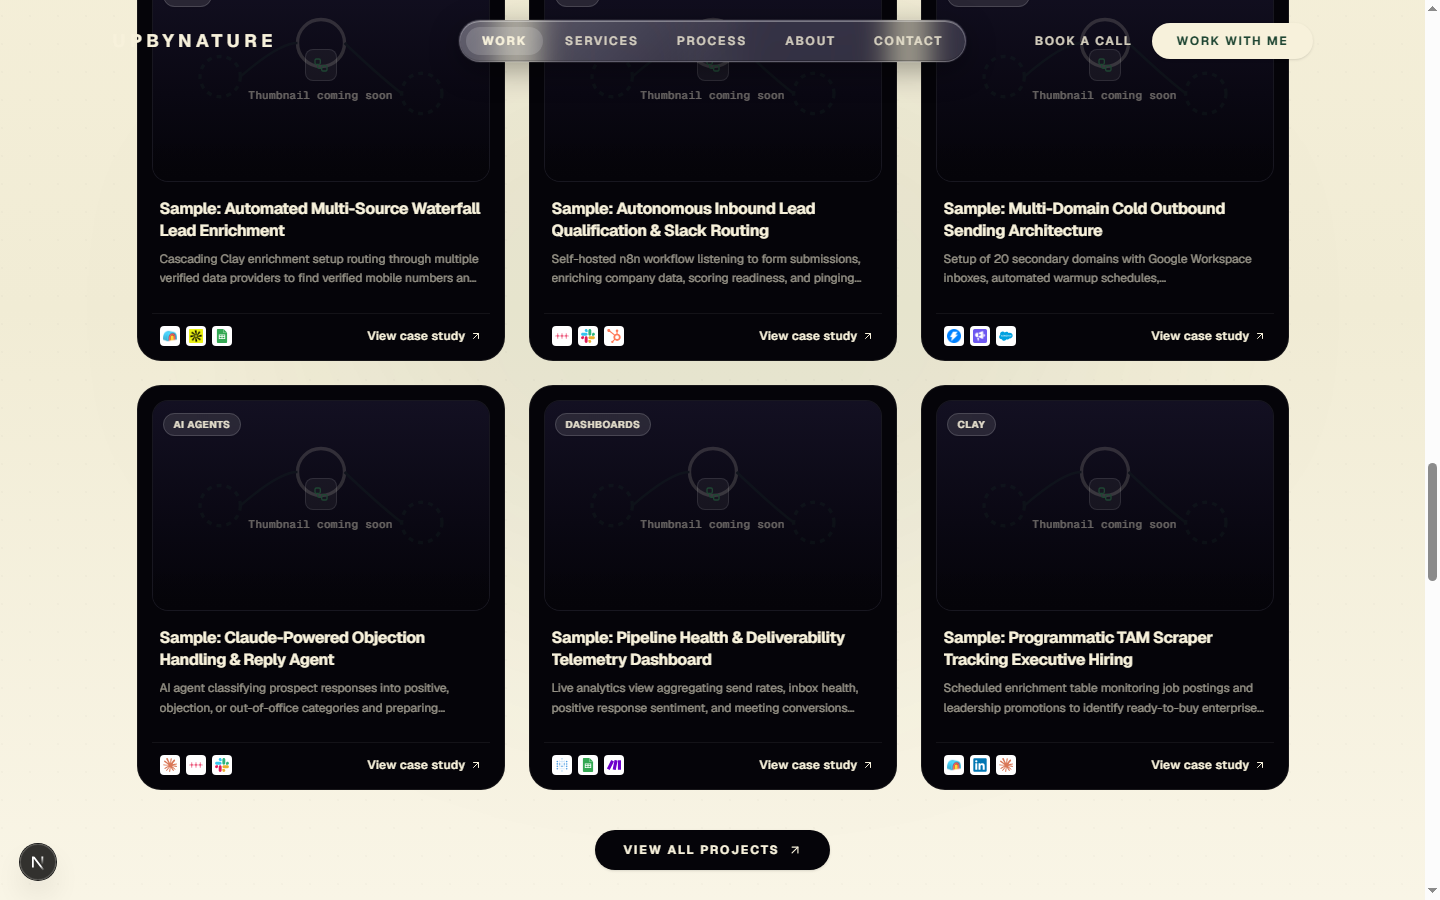 UPBYNATURE
WORK
SERVICES
PROCESS
ABOUT
CONTACT
BOOK A CALL
WORK WITH ME
Thumbnail coming soon
Thumbnail coming soon
Thumbnail coming soon
Sample: Automated Multi-Source Waterfall
Lead Enrichment
Cascading Clay enrichment setup routing through multiple
verified data providers to find verified mobile numbers an...
View case study
Sample: Autonomous Inbound Lead
Qualification & Slack Routing
Self-hosted n8n workflow listening to form submissions,
enriching company data, scoring readiness, and pinging...
View case study
Sample: Multi-Domain Cold Outbound
Sending Architecture
Setup of 20 secondary domains with Google Workspace
inboxes, automated warmup schedules,...
View case study
AI AGENTS
Thumbnail coming soon
Sample: Claude-Powered Objection
Handling & Reply Agent
AI agent classifying prospect responses into positive,
objection, or out-of-office categories and preparing...
View case study
DASHBOARDS
Thumbnail coming soon
Sample: Pipeline Health & Deliverability
Telemetry Dashboard
Live analytics view aggregating send rates, inbox health,
positive response sentiment, and meeting conversions...
View case study
CLAY
Thumbnail coming soon
Sample: Programmatic TAM Scraper
Tracking Executive Hiring
Scheduled enrichment table monitoring job postings and
leadership promotions to identify ready-to-buy enterprise...
View case study
VIEW ALL PROJECTS
N